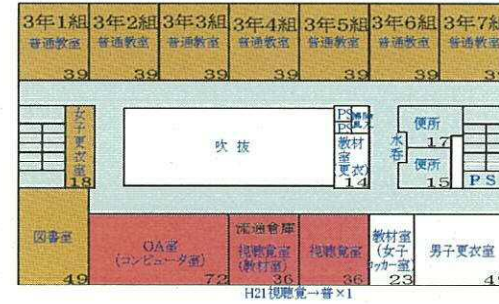 3年1組 3年2組 3年3組 3年4組 3年5組 3年6組 3年7組
普通教室 普通教室 普通教室 普通教室 普通教室 普通教室 普通教室
39 39 39 39 39 39
女子更衣室
18
吹抜
PS
PS
教材室(更衣)
14
水呑
便所
17
便所
15
PS
図書室
49
OA室
(コンピュータ室)
72
視聴覚室
(教材室)
36
視聴覚室
36
教材室
(女子
ロッカー室)
23
男子更衣室
H21視聴覚→普×1